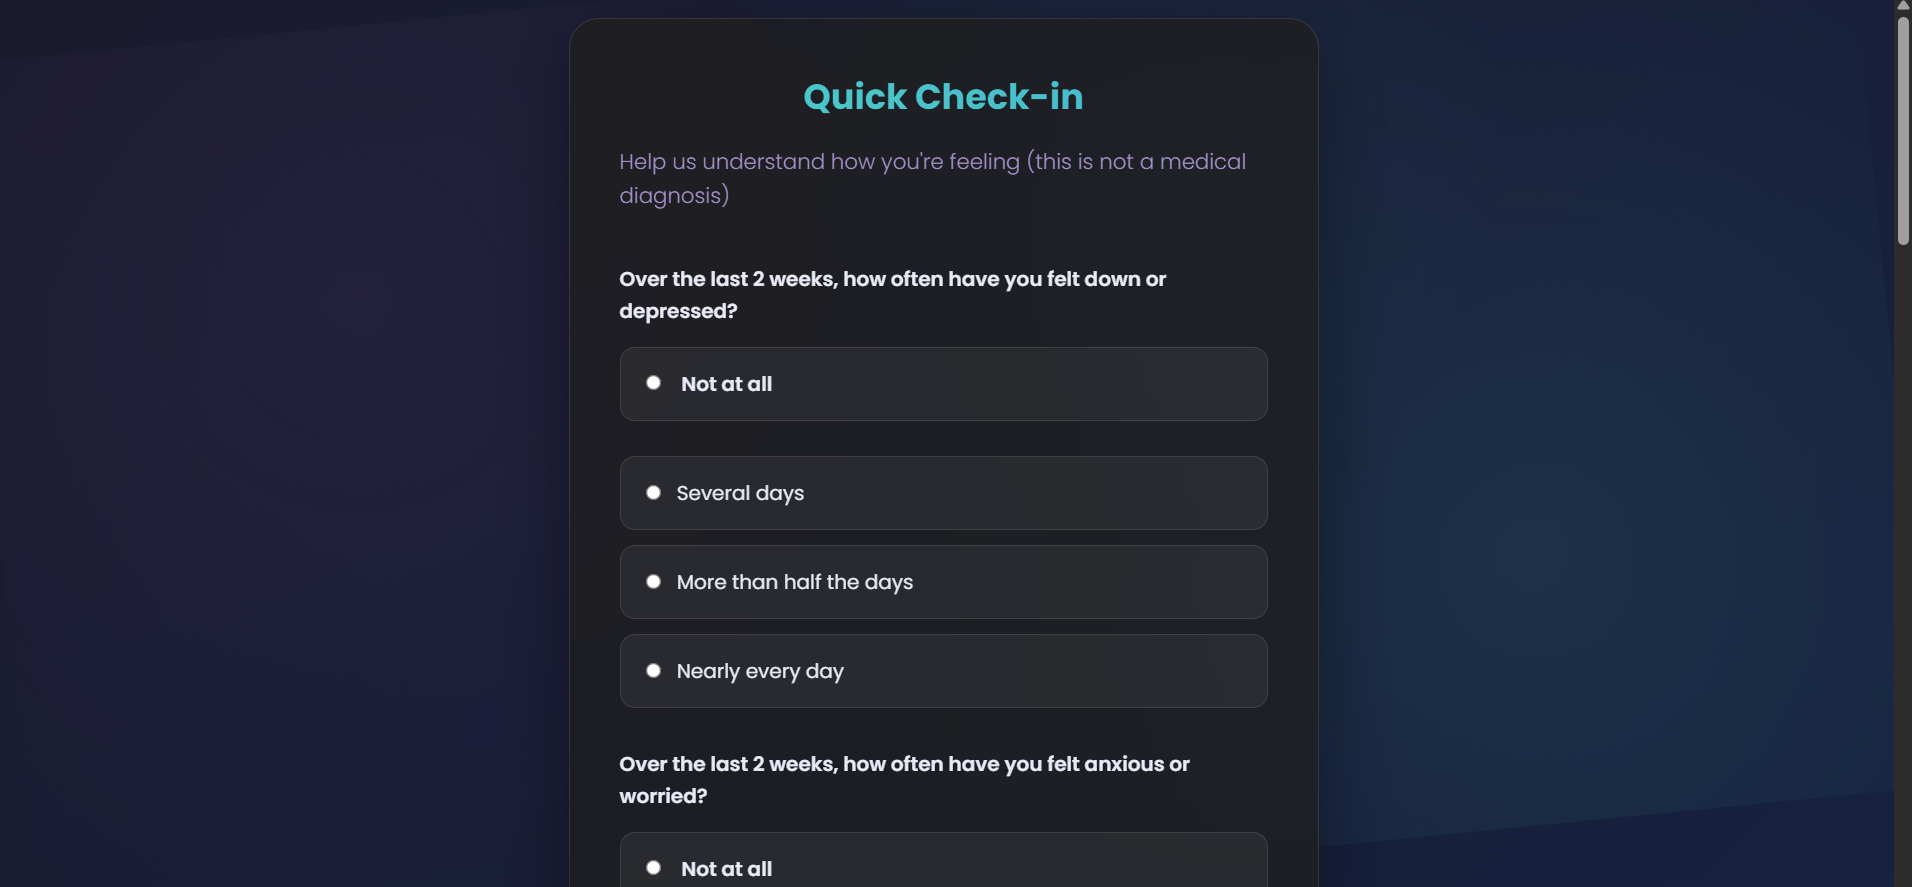 Quick Check-in
Help us understand how you're feeling (this is not a medical
diagnosis)
Over the last 2 weeks, how often have you felt down or
depressed?
Not at all
Several days
More than half the days
Nearly every day
Over the last 2 weeks, how often have you felt anxious or
worried?
Not at all